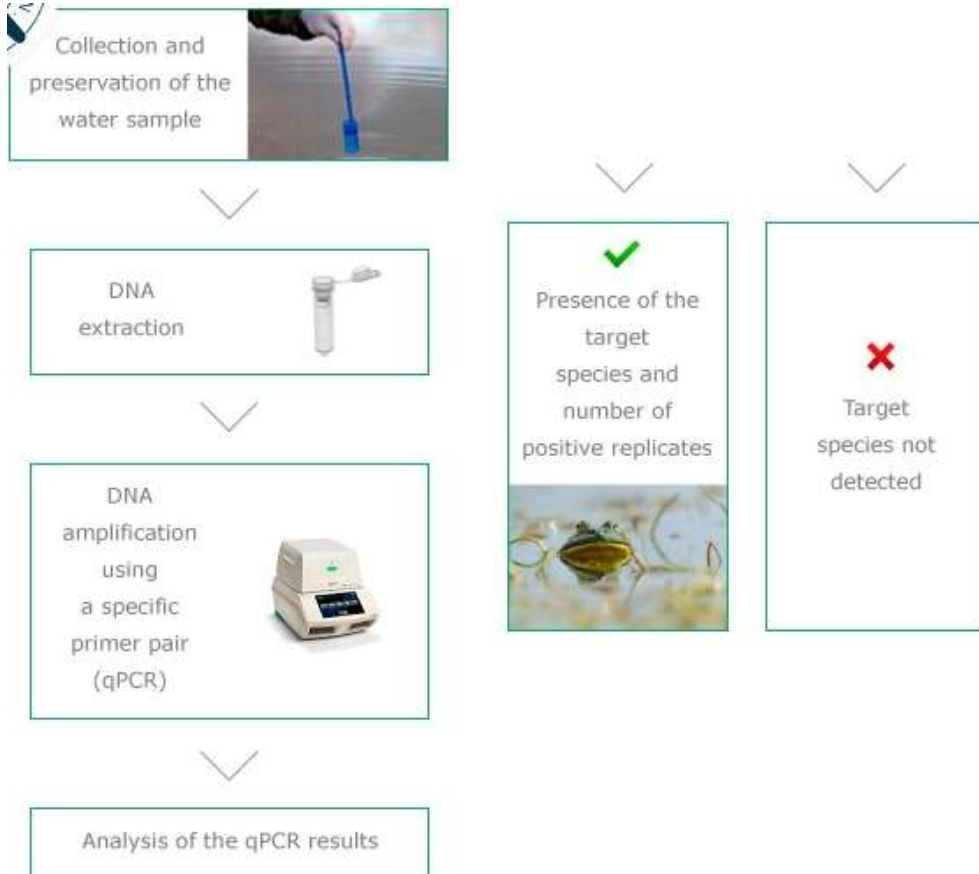 Collection and
preservation of the
water sample
DNA
extraction
DNA
amplification
using
a specific
primer pair
(qPCR)
Analysis of the qPCR results
Presence of the
target
species and
number of
positive replicates
Target
species not
detected